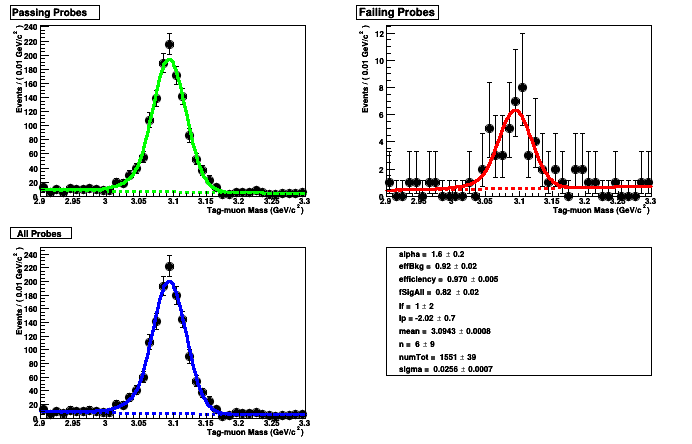 Passing Probes
Events / ( 0.01 GeV/c² )
240
220
200
180
160
140
120
100
80
60
40
20
0
2.9 2.95 3 3.05 3.1 3.15 3.2 3.25 3.3
Tag-muon Mass (GeV/c²)
Failing Probes
Events / ( 0.01 GeV/c² )
12
10
8
6
4
2
0
2.9 2.95 3 3.05 3.1 3.15 3.2 3.25 3.3
Tag-muon Mass (GeV/c²)
All Probes
Events / ( 0.01 GeV/c² )
240
220
200
180
160
140
120
100
80
60
40
20
0
2.9 2.95 3 3.05 3.1 3.15 3.2 3.25 3.3
Tag-muon Mass (GeV/c²)
alpha = 1.6 ± 0.2
effBkg = 0.92 ± 0.02
efficiency = 0.970 ± 0.005
fSigAll = 0.82 ± 0.02
lf = 1 ± 2
lp = -2.02 ± 0.7
mean = 3.0943 ± 0.0008
n = 6 ± 9
numTot = 1551 ± 39
sigma = 0.0256 ± 0.0007